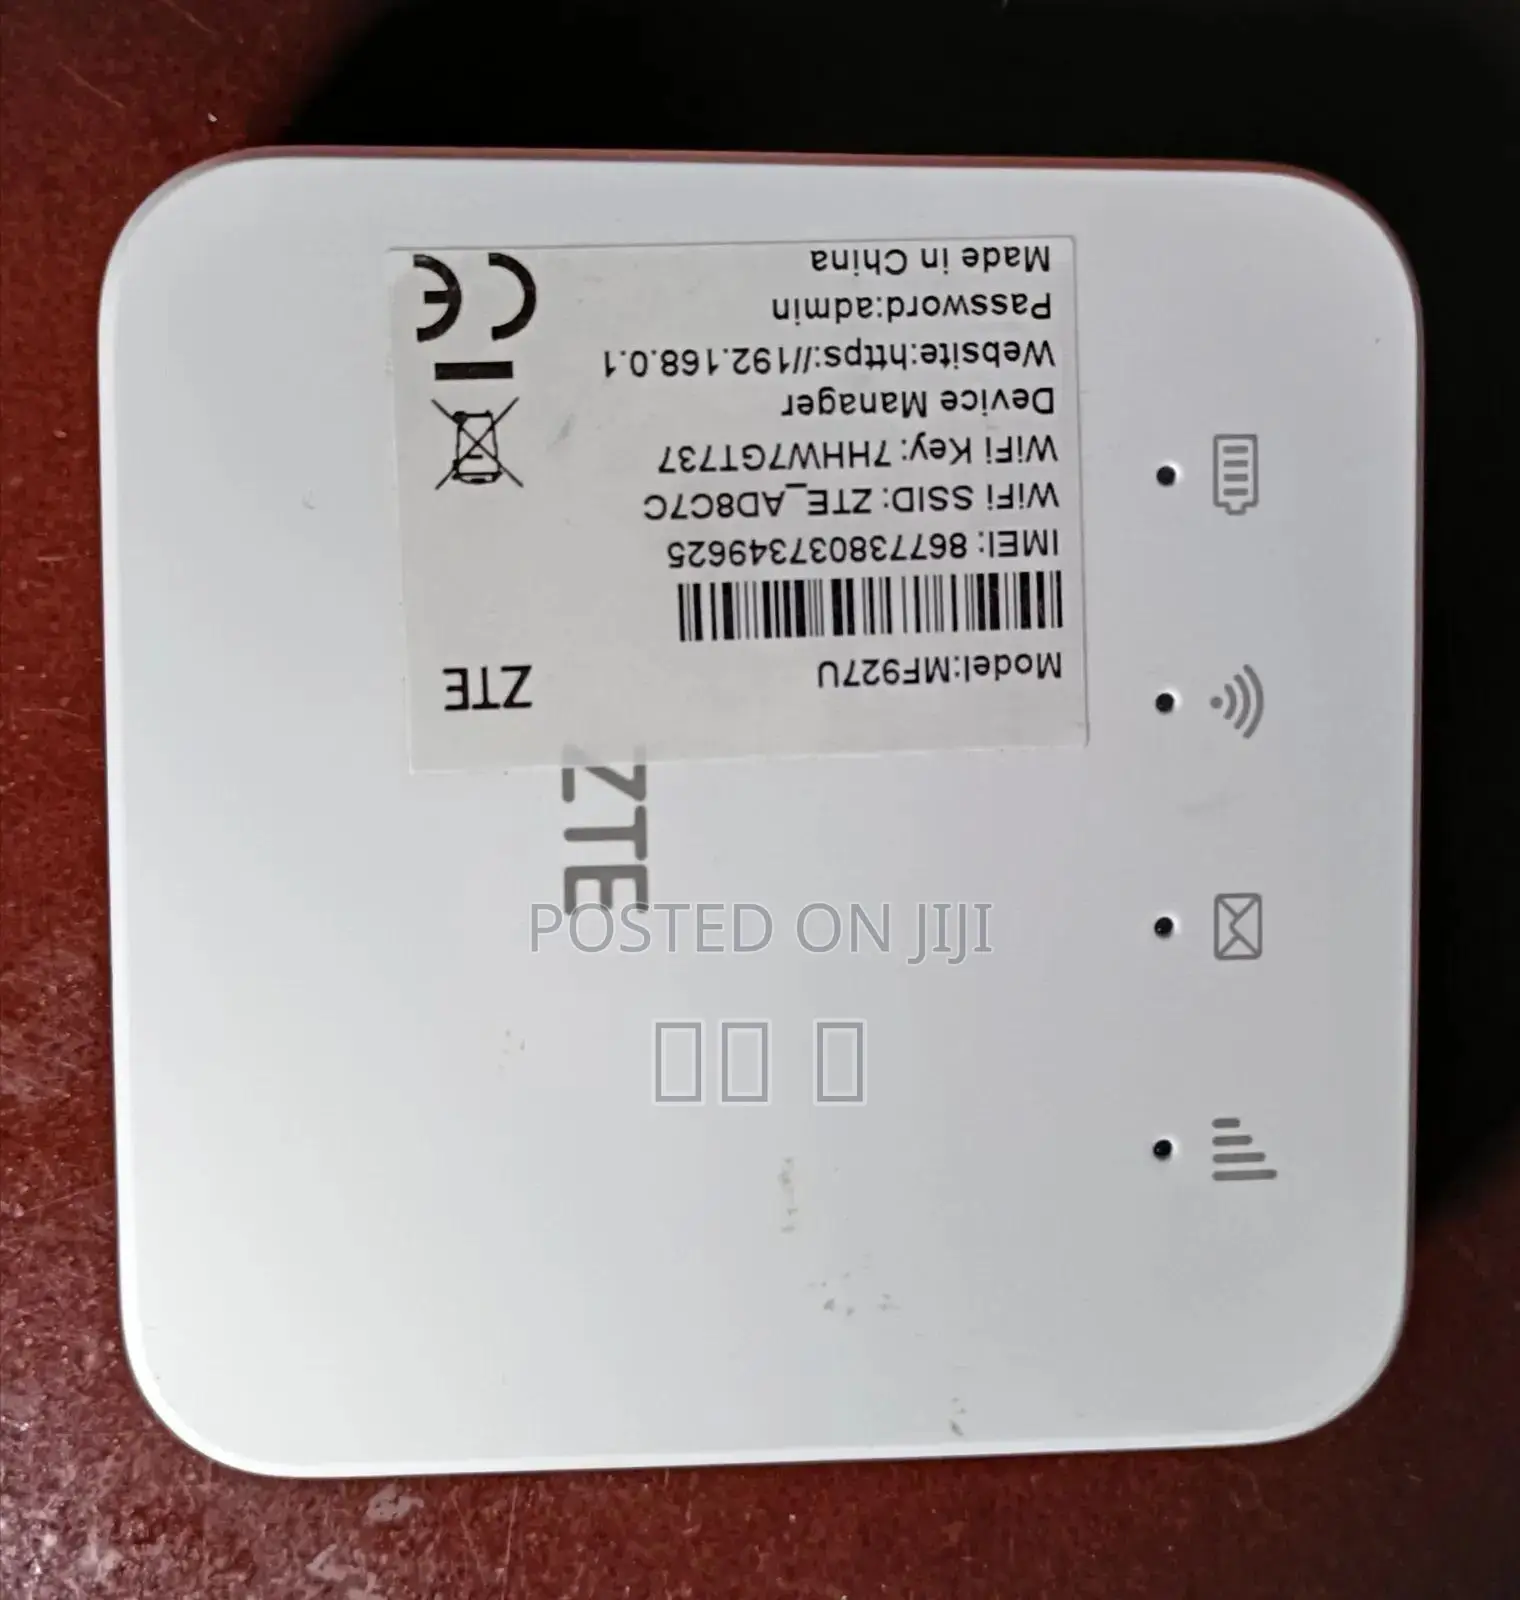 Model:MF927U
ZTE
IMEI: 867738037349625
WiFi SSID: ZTE_AD8C7C
WiFi Key: 7HHW7GT737
Device Manager
Website:https://192.168.0.1
Password:admin
Made in China
CE
ZTE
POSTED ON JIJI